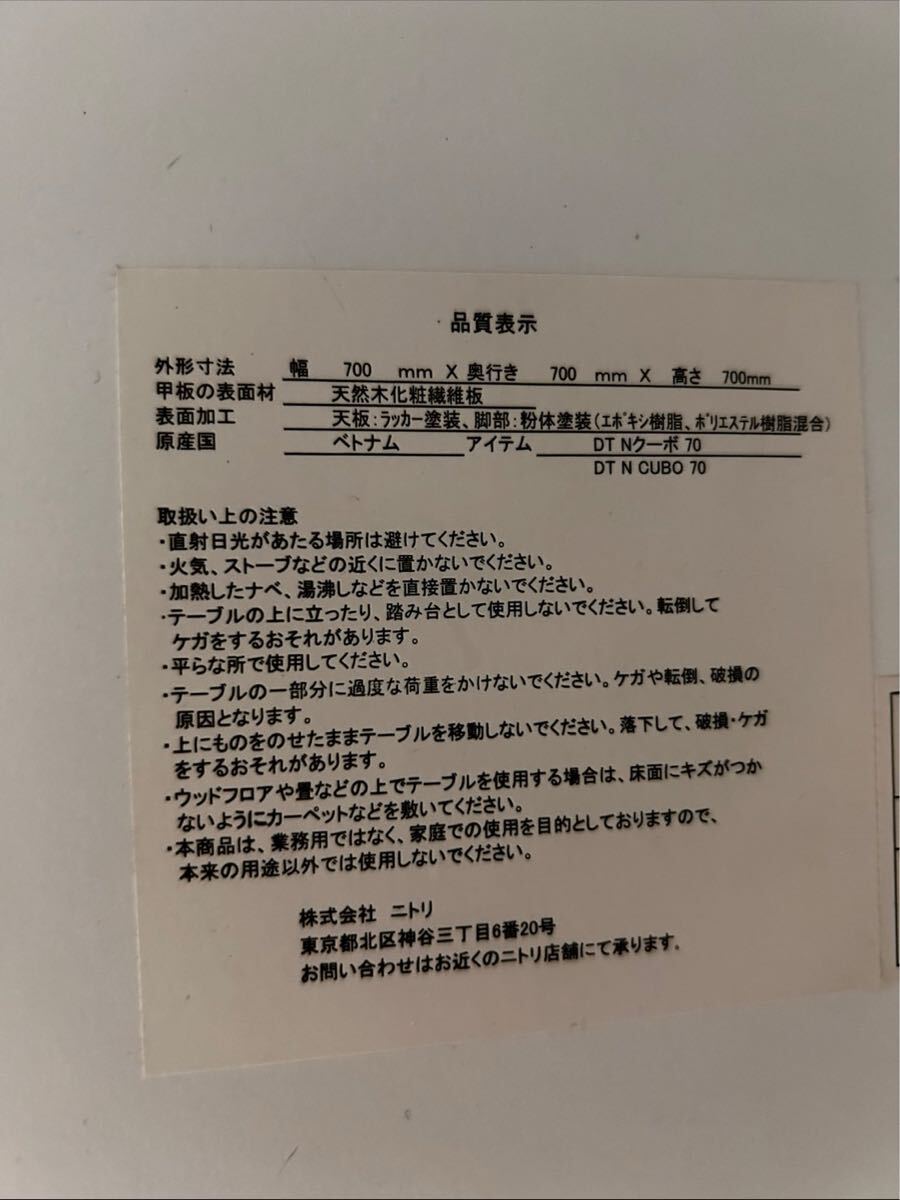 品質表示
外形寸法 幅 700 mm X 奥行き 700 mm X 高さ 700mm
甲板の表面材 天然木化粧繊維板
表面加工 天板:ラッカー塗装、脚部:粉体塗装(ｴﾎﾟｷｼ樹脂、ﾎﾟﾘｴｽﾃﾙ樹脂混合)
原産国 ベトナム アイテム DT Nクーボ 70
DT N CUBO 70
取扱い上の注意
・直射日光があたる場所は避けてください。
・火気、ストーブなどの近くに置かないでください。
・加熱したナベ、湯沸しなどを直接置かないでください。
・テーブルの上に立ったり、踏み台として使用しないでください。転倒して
ケガをするおそれがあります。
・平らな所で使用してください。
・テーブルの一部分に過度な荷重をかけないでください。ケガや転倒、破損の
原因となります。
・上にものをのせたままテーブルを移動しないでください。落下して、破損・ケガ
をするおそれがあります。
・ウッドフロアや畳などの上でテーブルを使用する場合は、床面にキズがつか
ないようにカーペットなどを敷いてください。
・本商品は、業務用ではなく、家庭での使用を目的としておりますので、
本来の用途以外では使用しないでください。
株式会社 ニトリ
東京都北区神谷三丁目6番20号
お問い合わせはお近くのニトリ店舗にて承ります。